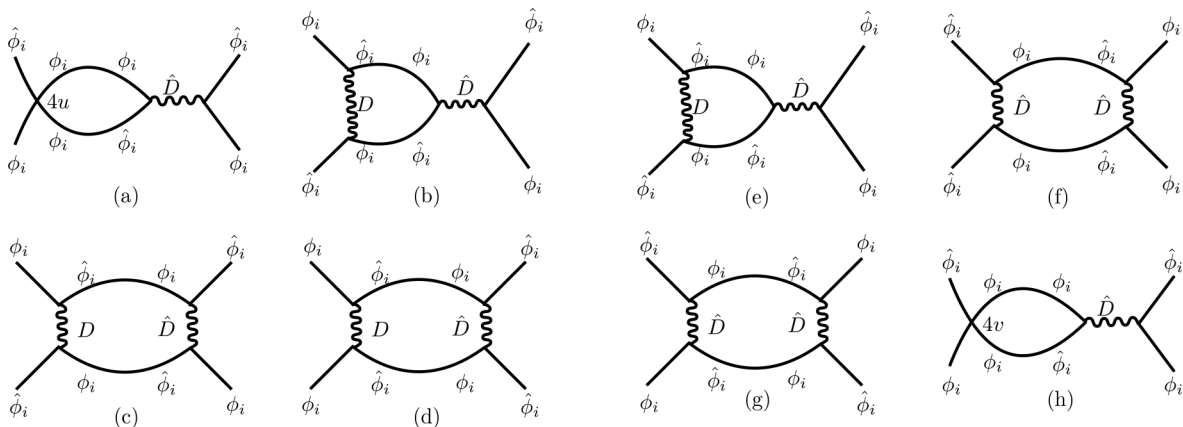 φ̂ᵢ φᵢ φᵢ D̂ φ̂ᵢ
4u
φᵢ φᵢ φ̂ᵢ φᵢ
(a)
φᵢ φ̂ᵢ φᵢ D̂ φ̂ᵢ
D
φ̂ᵢ φᵢ φ̂ᵢ φᵢ
(b)
φᵢ φ̂ᵢ φᵢ D̂ φ̂ᵢ
D
φ̂ᵢ φᵢ φ̂ᵢ φᵢ
(e)
φ̂ᵢ φᵢ φ̂ᵢ φᵢ
D̂ D̂
φ̂ᵢ φᵢ φ̂ᵢ φᵢ
(f)
φᵢ φ̂ᵢ φᵢ φ̂ᵢ
D D̂
φ̂ᵢ φᵢ φ̂ᵢ φᵢ
(c)
φᵢ φ̂ᵢ φᵢ φ̂ᵢ
D D̂
φᵢ φ̂ᵢ φᵢ φ̂ᵢ
(d)
φ̂ᵢ φᵢ φ̂ᵢ φᵢ
D̂ D̂
φᵢ φ̂ᵢ φᵢ φ̂ᵢ
(g)
φ̂ᵢ φᵢ φᵢ D̂ φ̂ᵢ
4v
φᵢ φᵢ φ̂ᵢ φᵢ
(h)